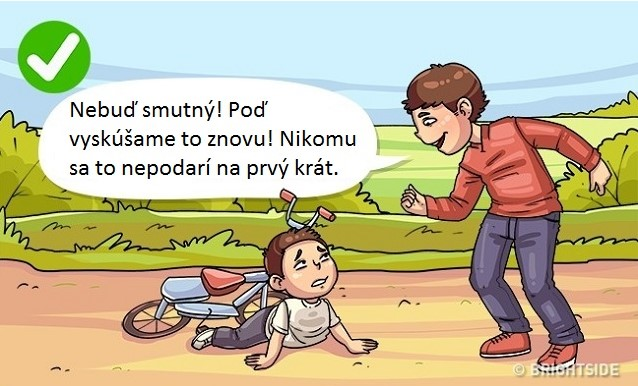 Nebuď smutný! Poď
vyskúšame to znovu! Nikomu
sa to nepodarí na prvý krát.
© BRIGHTSIDE